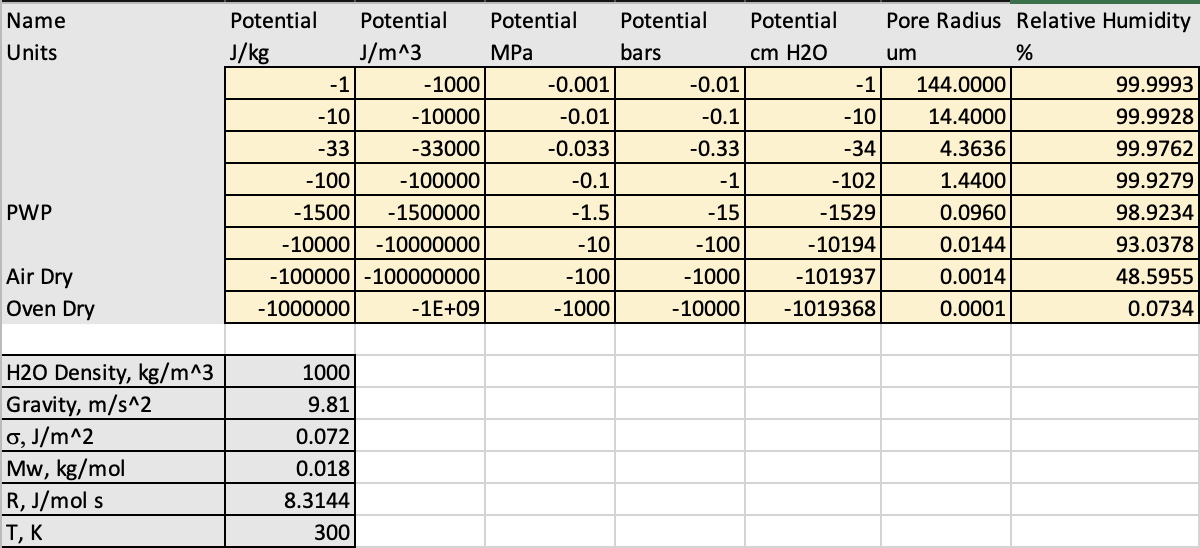 Name Potential Potential Potential Potential Potential Pore Radius Relative Humidity
Units J/kg J/m^3 MPa bars cm H2O um %
-1 -1000 -0.001 -0.01 -1 144.0000 99.9993
-10 -10000 -0.01 -0.1 -10 14.4000 99.9928
-33 -33000 -0.033 -0.33 -34 4.3636 99.9762
-100 -100000 -0.1 -1 -102 1.4400 99.9279
PWP -1500 -1500000 -1.5 -15 -1529 0.0960 98.9234
-10000 -10000000 -10 -100 -10194 0.0144 93.0378
Air Dry -100000 -100000000 -100 -1000 -101937 0.0014 48.5955
Oven Dry -1000000 -1E+09 -1000 -10000 -1019368 0.0001 0.0734
H2O Density, kg/m^3 1000
Gravity, m/s^2 9.81
σ, J/m^2 0.072
Mw, kg/mol 0.018
R, J/mol s 8.3144
T, K 300